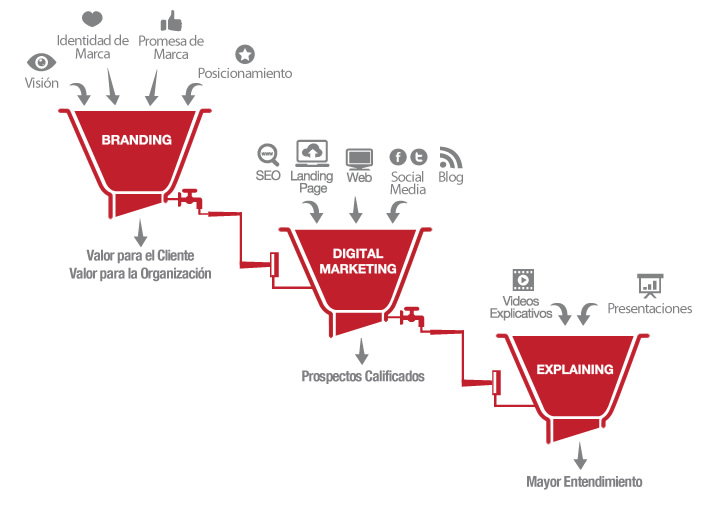 Identidad de
Marca
Promesa de
Marca
Visión
Posicionamiento
BRANDING
Valor para el Cliente
Valor para la Organización
www
SEO
Landing
Page
Web
Social
Media
Blog
DIGITAL
MARKETING
Prospectos Calificados
Videos
Explicativos
Presentaciones
EXPLAINING
Mayor Entendimiento